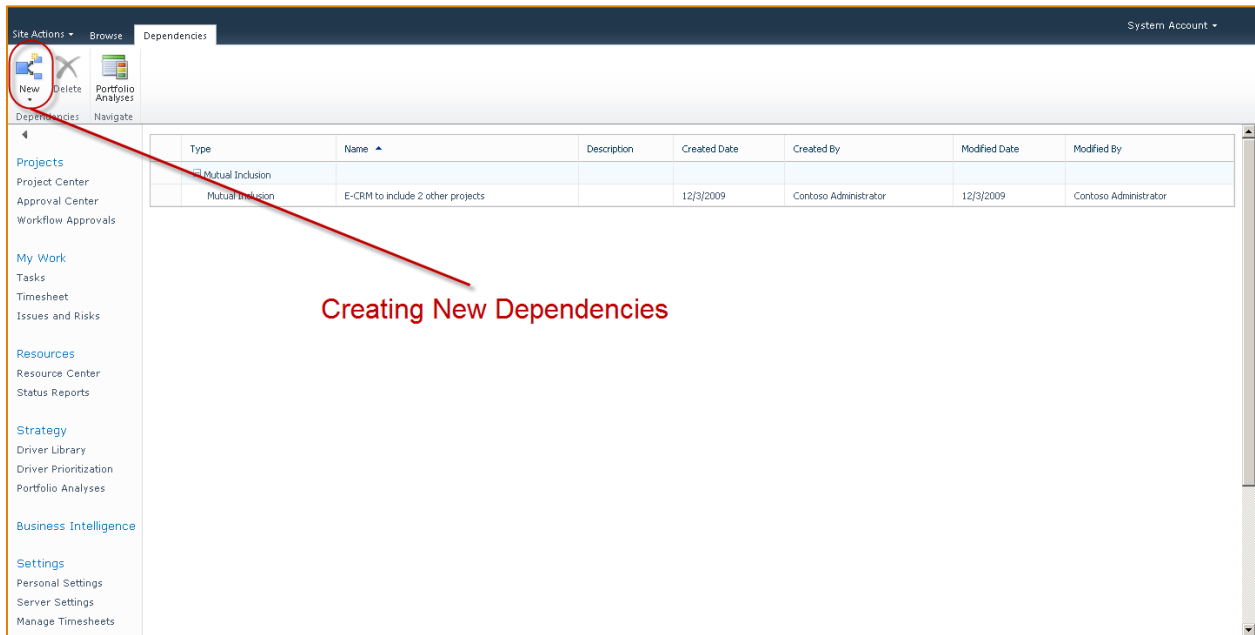 System Account
Site Actions Browse Dependencies
New Delete Portfolio Analyses
Dependencies Navigate
Type Name Description Created Date Created By Modified Date Modified By
Mutual Inclusion
Mutual Inclusion E-CRM to include 2 other projects 12/3/2009 Contoso Administrator 12/3/2009 Contoso Administrator
Projects
Project Center
Approval Center
Workflow Approvals
My Work
Tasks
Timesheet
Issues and Risks
Creating New Dependencies
Resources
Resource Center
Status Reports
Strategy
Driver Library
Driver Prioritization
Portfolio Analyses
Business Intelligence
Settings
Personal Settings
Server Settings
Manage Timesheets